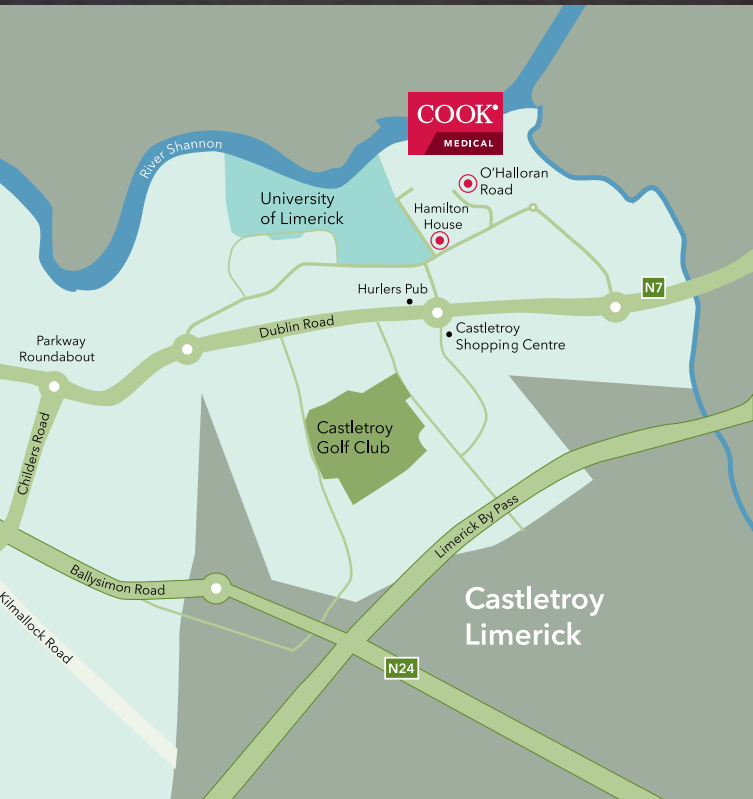 COOK
MEDICAL
River Shannon
O'Halloran
Road
University
of Limerick
Hamilton
House
Hurlers Pub
N7
Dublin Road
Castletroy
Shopping Centre
Parkway
Roundabout
Childers Road
Castletroy
Golf Club
Limerick By Pass
Ballysimon Road
Kilmallock Road
Castletroy
Limerick
N24